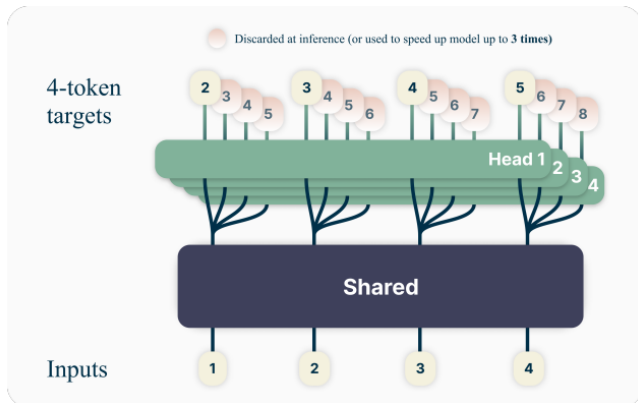 Discarded at inference (or used to speed up model up to 3 times)
4-token
targets
2 3 4 5 3 4 5 6 4 5 6 7 5 6 7 8
Head 1 2 3 4
Shared
Inputs
1 2 3 4